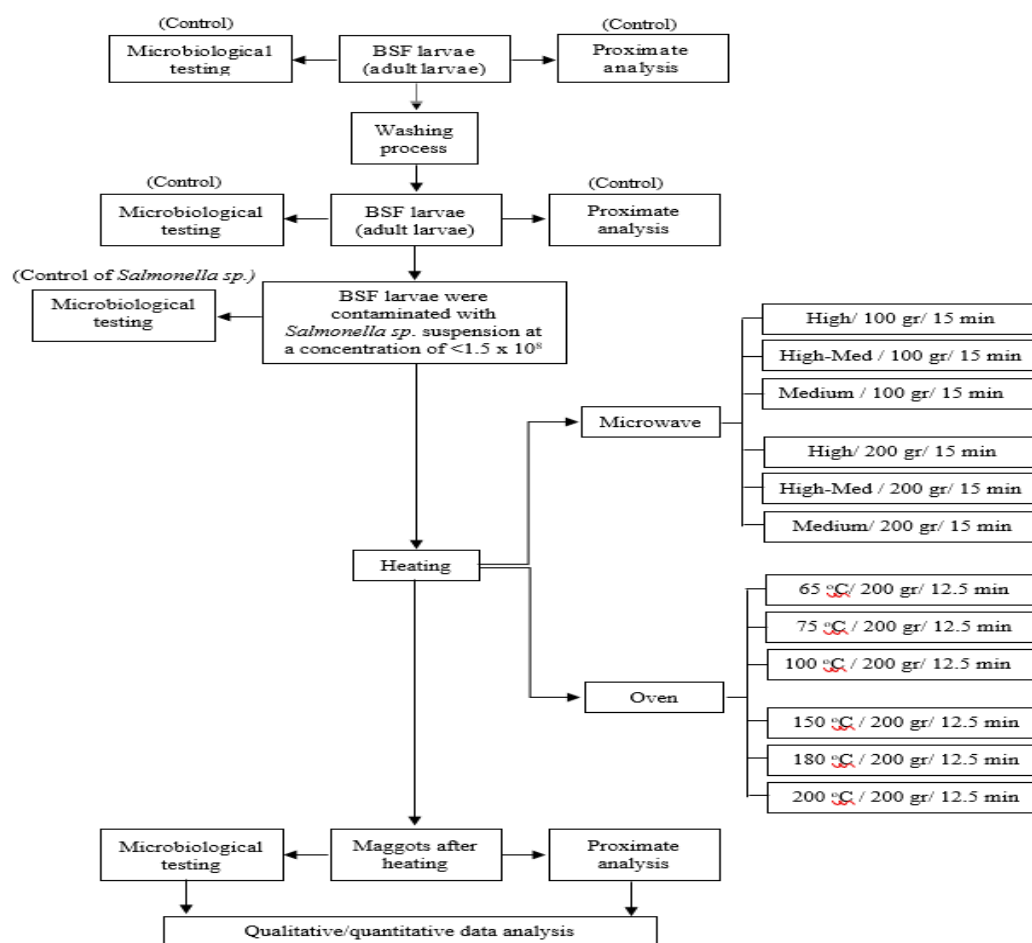 (Control)
(Control)
Microbiological
testing
BSF larvae
(adult larvae)
Proximate
analysis
Washing
process
(Control)
(Control)
Microbiological
testing
BSF larvae
(adult larvae)
Proximate
analysis
(Control of Salmonella sp.)
Microbiological
testing
BSF larvae were
contaminated with
Salmonella sp. suspension at
a concentration of <1.5 x 10⁸
Heating
Microwave
High/ 100 gr/ 15 min
High-Med / 100 gr/ 15 min
Medium / 100 gr/ 15 min
High/ 200 gr/ 15 min
High-Med / 200 gr/ 15 min
Medium/ 200 gr/ 15 min
Oven
65 °C/ 200 gr/ 12.5 min
75 °C / 200 gr/ 12.5 min
100 °C / 200 gr/ 12.5 min
150 °C / 200 gr/ 12.5 min
180 °C / 200 gr/ 12.5 min
200 °C / 200 gr/ 12.5 min
Microbiological
testing
Maggots after
heating
Proximate
analysis
Qualitative/quantitative data analysis